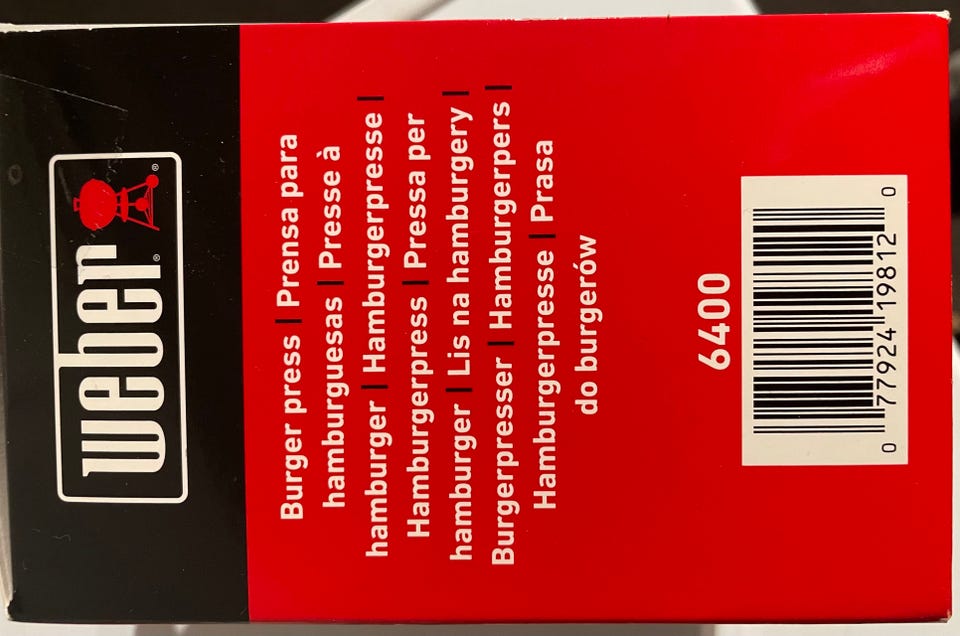 weber®
®
Burger press | Prensa para
hamburguesas | Presse à
hamburger | Hamburgerpresse |
Hamburgerpress | Pressa per
hamburger | Lis na hamburgery |
Burgerpresser | Hamburgerpers |
Hamburgerpresse | Prasa
do burgerów
6400
0 77924 19812 0